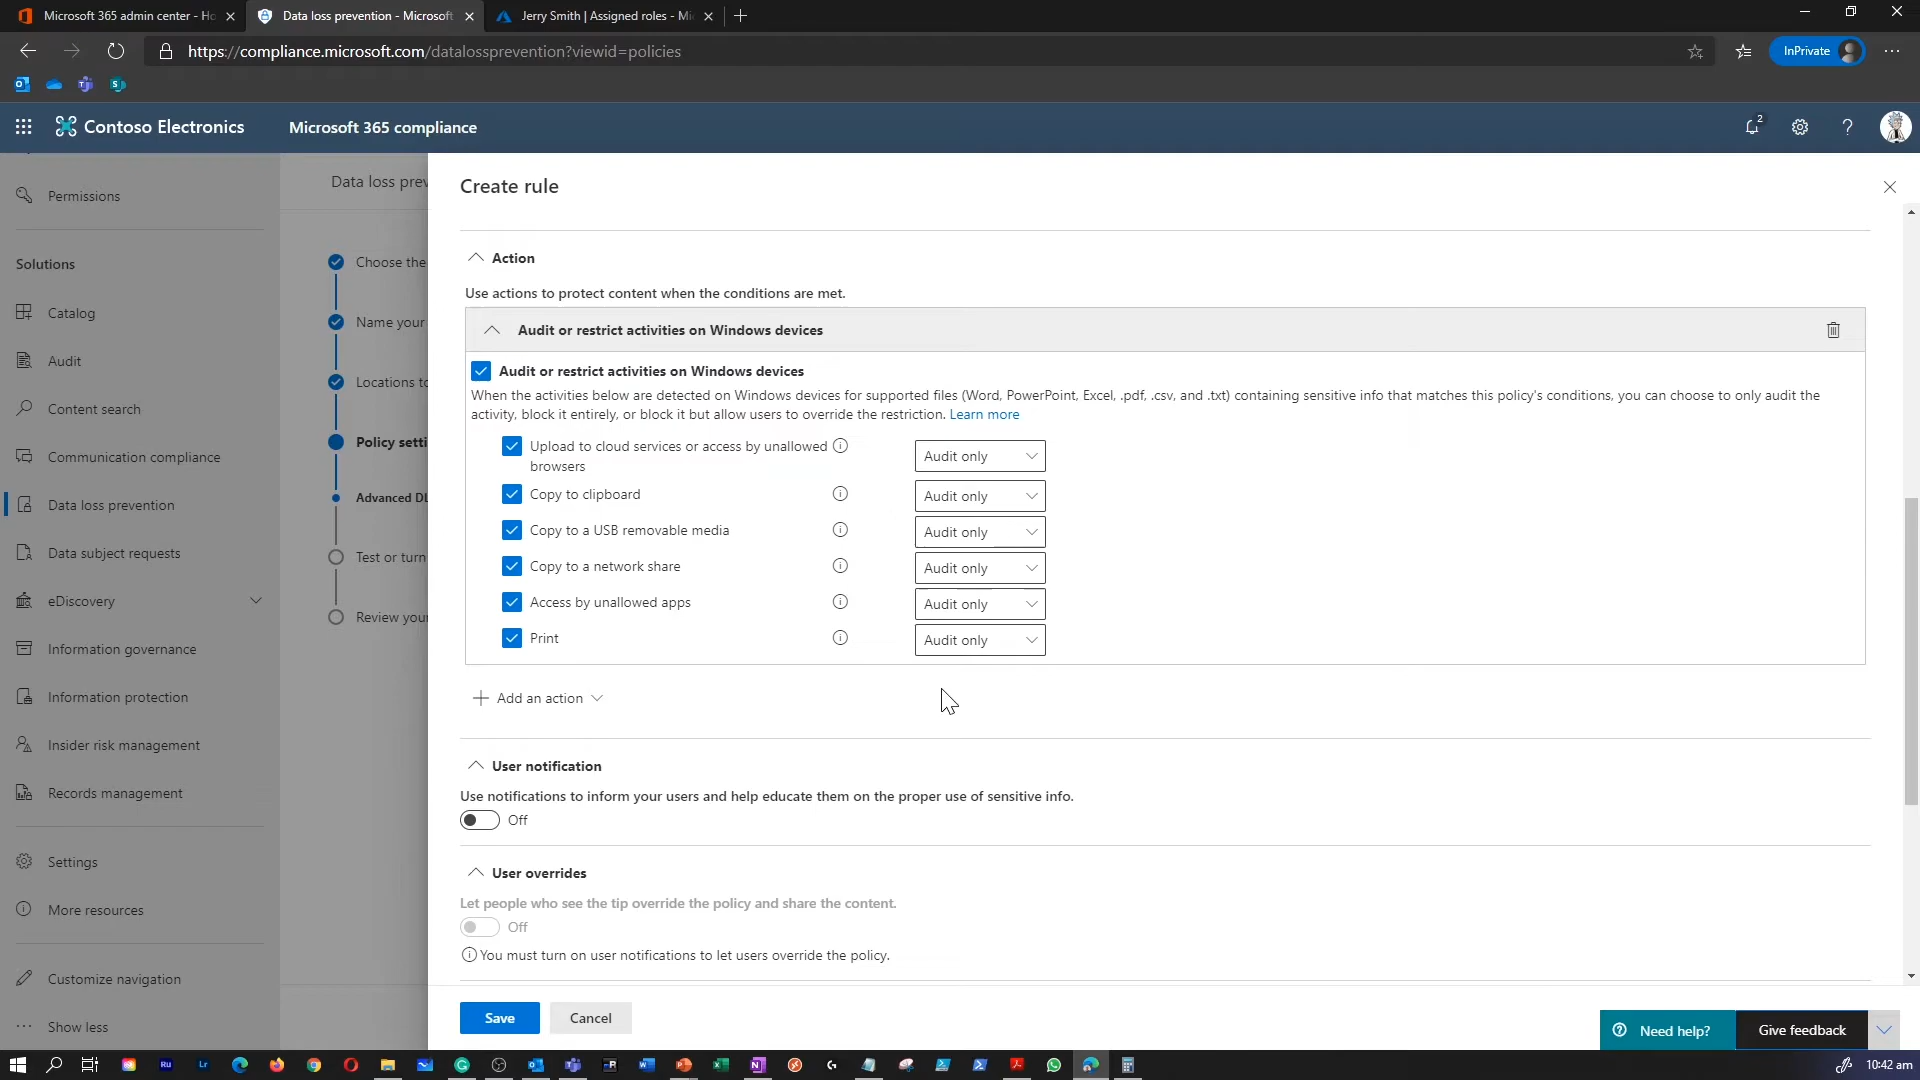 Microsoft 365 admin center - Ho
Data loss prevention - Microsoft
Jerry Smith | Assigned roles - Mi
https://compliance.microsoft.com/datalossprevention?viewid=policies
InPrivate
Contoso Electronics
Microsoft 365 compliance
2
Permissions
Solutions
Catalog
Audit
Content search
Communication compliance
Data loss prevention
Data subject requests
eDiscovery
Information governance
Information protection
Insider risk management
Records management
Settings
More resources
Customize navigation
Show less
Data loss prev
Choose the
Name your
Locations to
Policy setti
Advanced DL
Test or turn
Review your
Create rule
Action
Use actions to protect content when the conditions are met.
Audit or restrict activities on Windows devices
Audit or restrict activities on Windows devices
When the activities below are detected on Windows devices for supported files (Word, PowerPoint, Excel, .pdf, .csv, and .txt) containing sensitive info that matches this policy's conditions, you can choose to only audit the
activity, block it entirely, or block it but allow users to override the restriction. Learn more
Upload to cloud services or access by unallowed
browsers
Audit only
Copy to clipboard
Audit only
Copy to a USB removable media
Audit only
Copy to a network share
Audit only
Access by unallowed apps
Audit only
Print
Audit only
Add an action
User notification
Use notifications to inform your users and help educate them on the proper use of sensitive info.
Off
User overrides
Let people who see the tip override the policy and share the content.
Off
You must turn on user notifications to let users override the policy.
Save
Cancel
Need help?
Give feedback
10:42 am